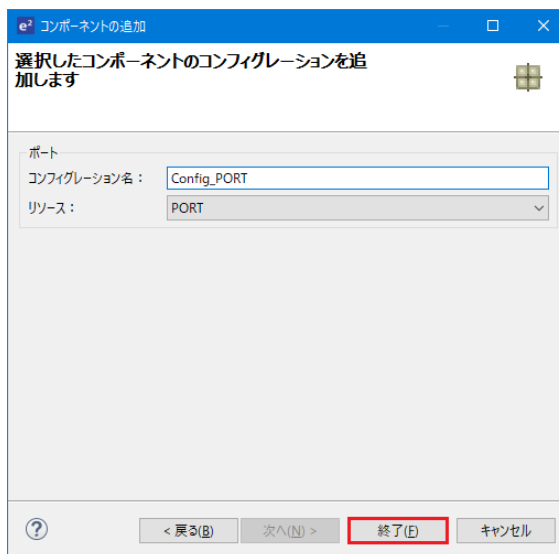 e² コンポーネントの追加
選択したコンポーネントのコンフィグレーションを追
加します
ポート
コンフィグレーション名： Config_PORT
リソース： PORT
< 戻る(B) 次へ(N) > 終了(F) キャンセル